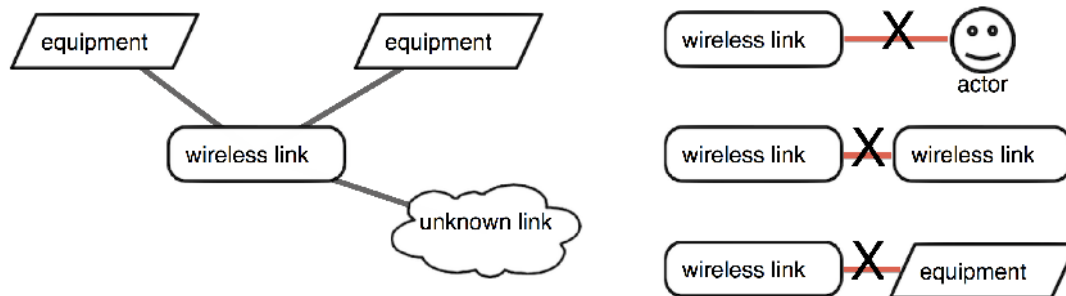 equipment
equipment
wireless link
unknown link
wireless link
X
actor
wireless link
X
wireless link
wireless link
X
equipment